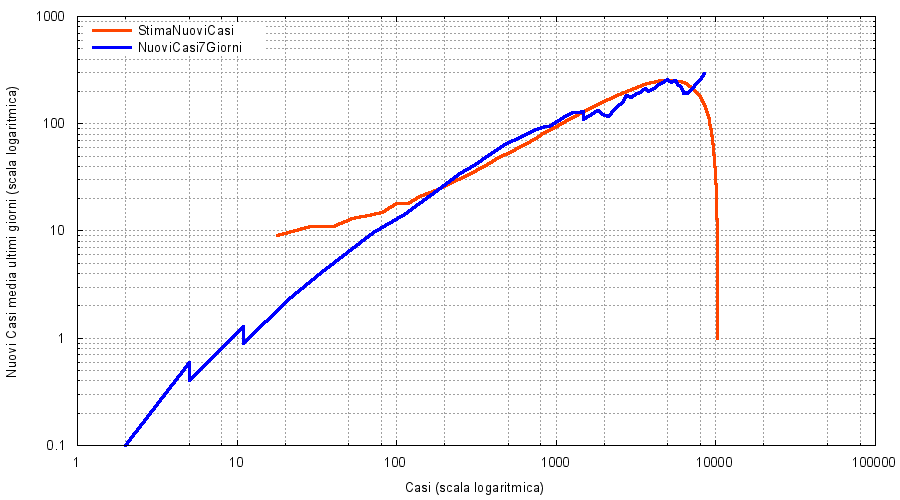 StimaNuoviCasi
NuoviCasi7Giorni
1000
100
10
1
0.1
1
10
100
1000
10000
100000
Nuovi Casi media ultimi giorni (scala logaritmica)
Casi (scala logaritmica)